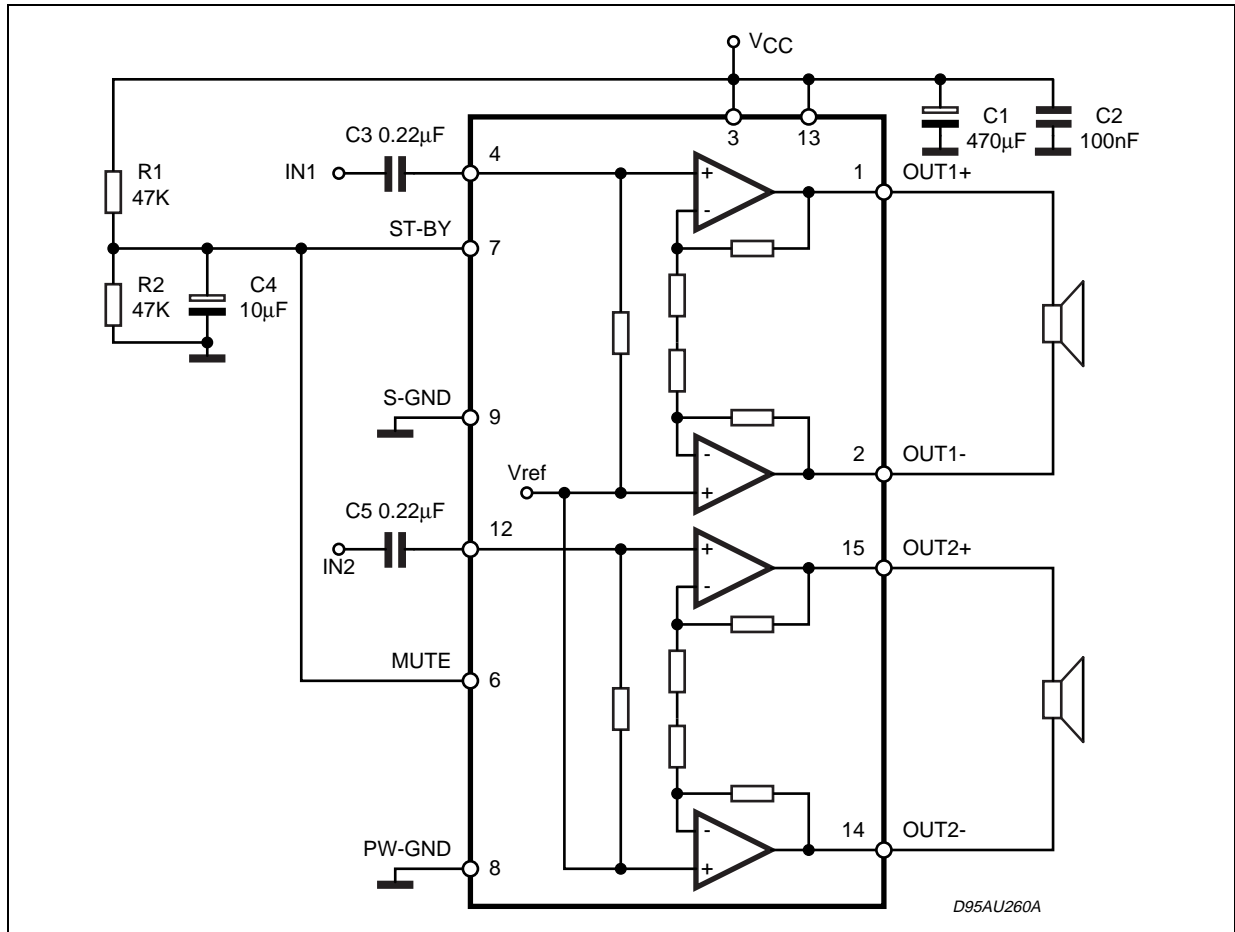 VCC
3
13
C1
470μF
C2
100nF
C3 0.22μF
IN1
4
R1
47K
ST-BY
7
R2
47K
C4
10μF
+
-
1
OUT1+
S-GND
9
-
+
2
OUT1-
Vref
C5 0.22μF
IN2
12
+
-
15
OUT2+
MUTE
6
-
+
14
OUT2-
PW-GND
8
D95AU260A